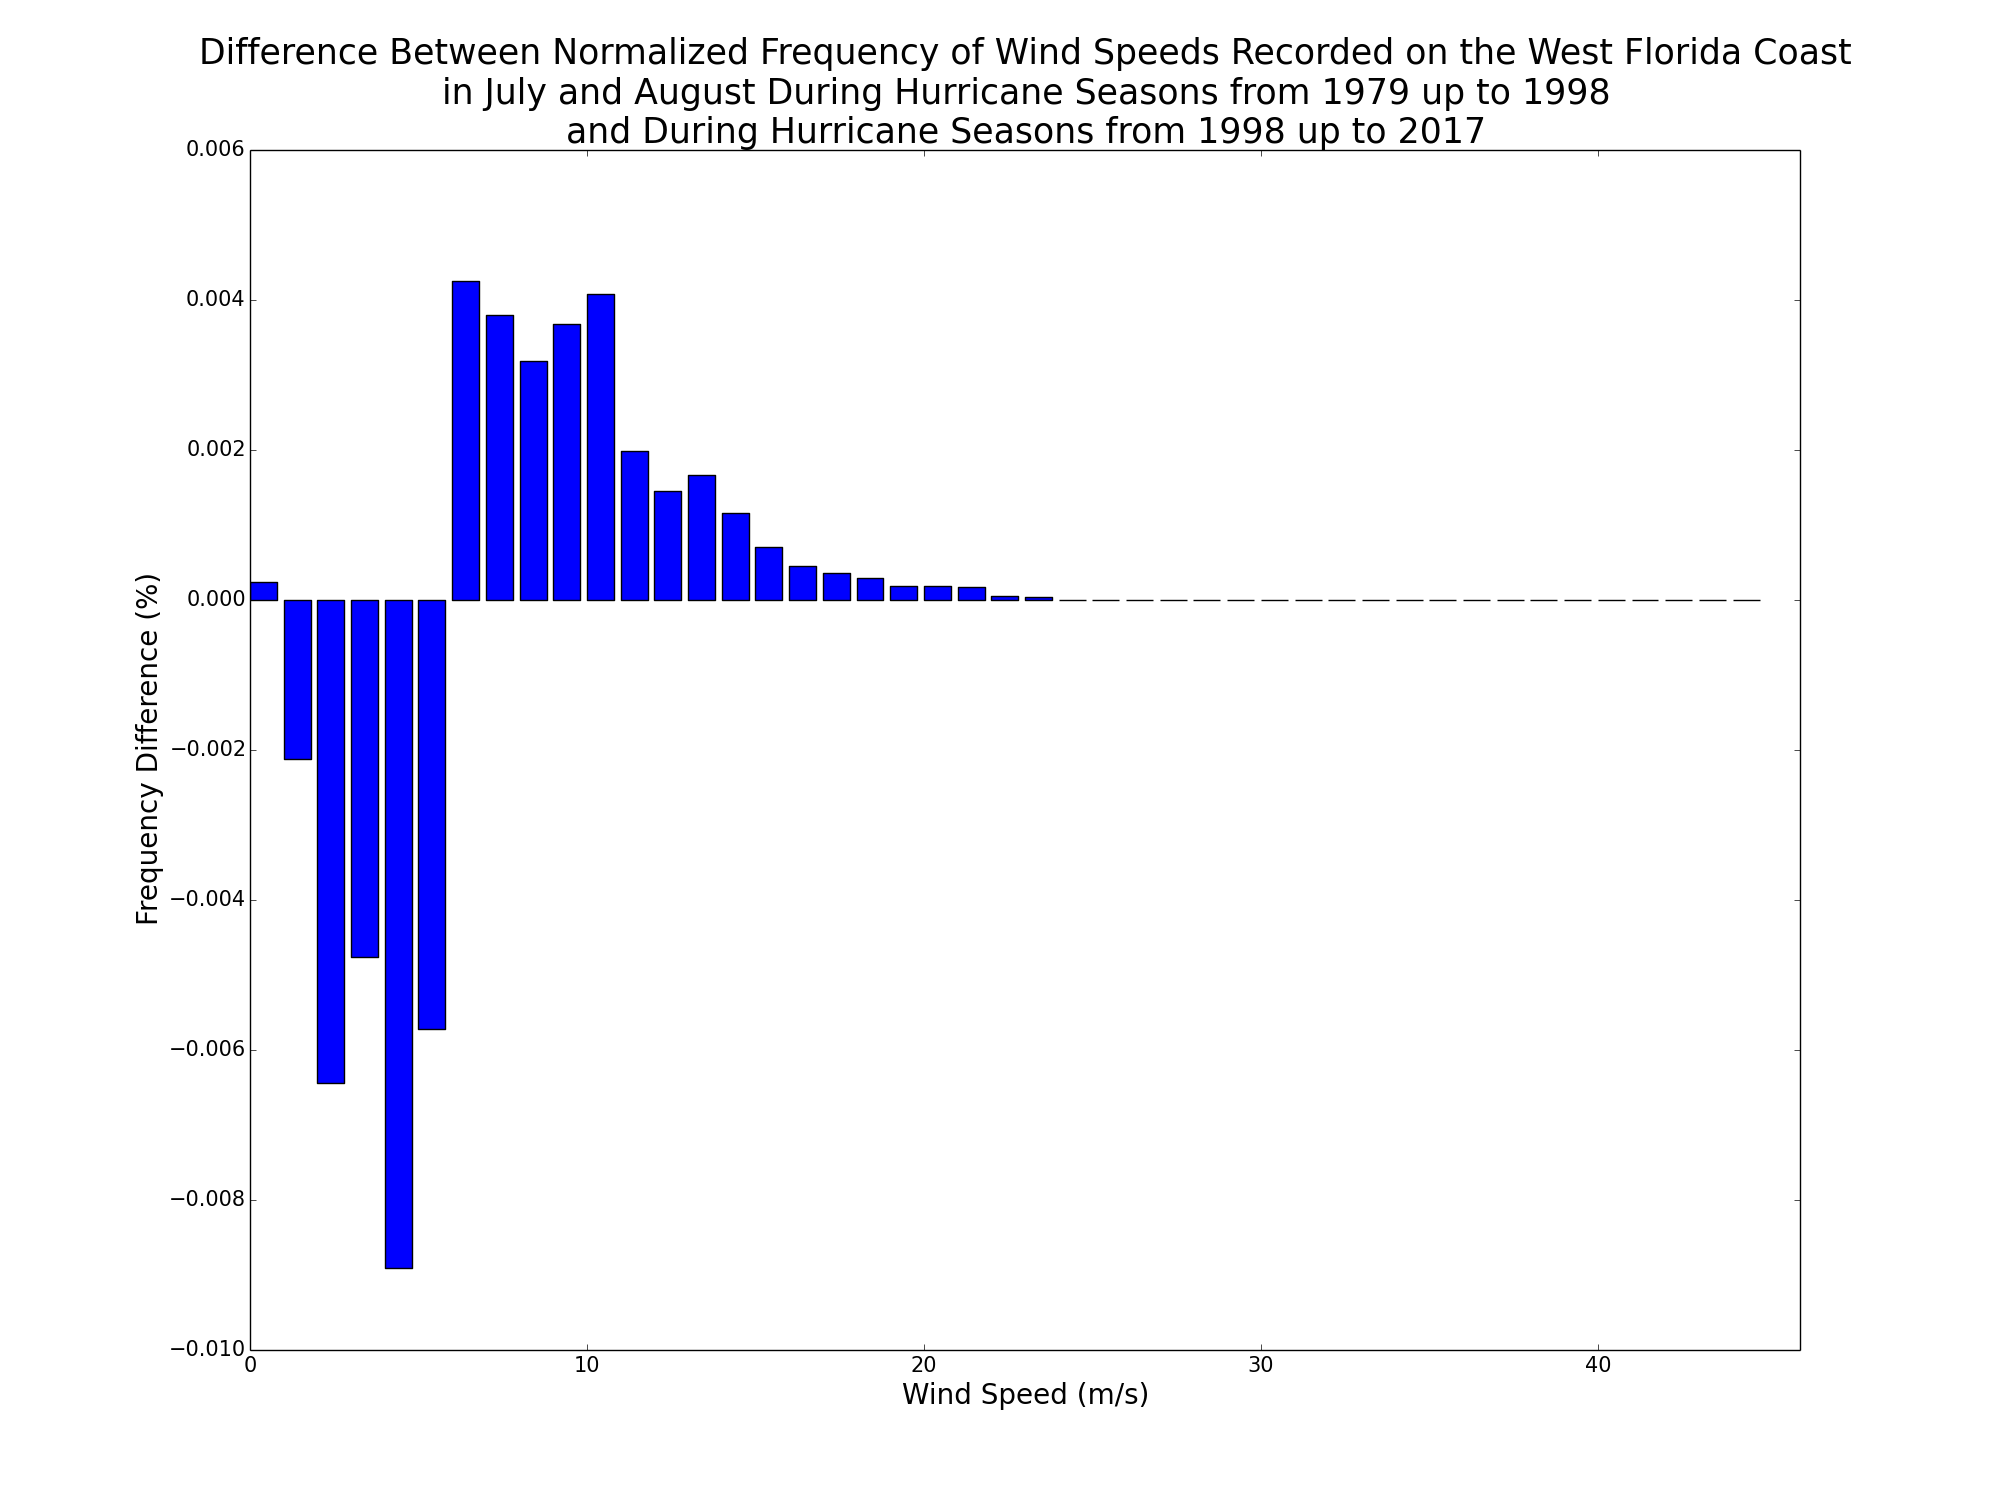 Difference Between Normalized Frequency of Wind Speeds Recorded on the West Florida Coast
in July and August During Hurricane Seasons from 1979 up to 1998
and During Hurricane Seasons from 1998 up to 2017
0.006
0.004
0.002
0.000
−0.002
−0.004
−0.006
−0.008
−0.010
Frequency Difference (%)
0 10 20 30 40
Wind Speed (m/s)